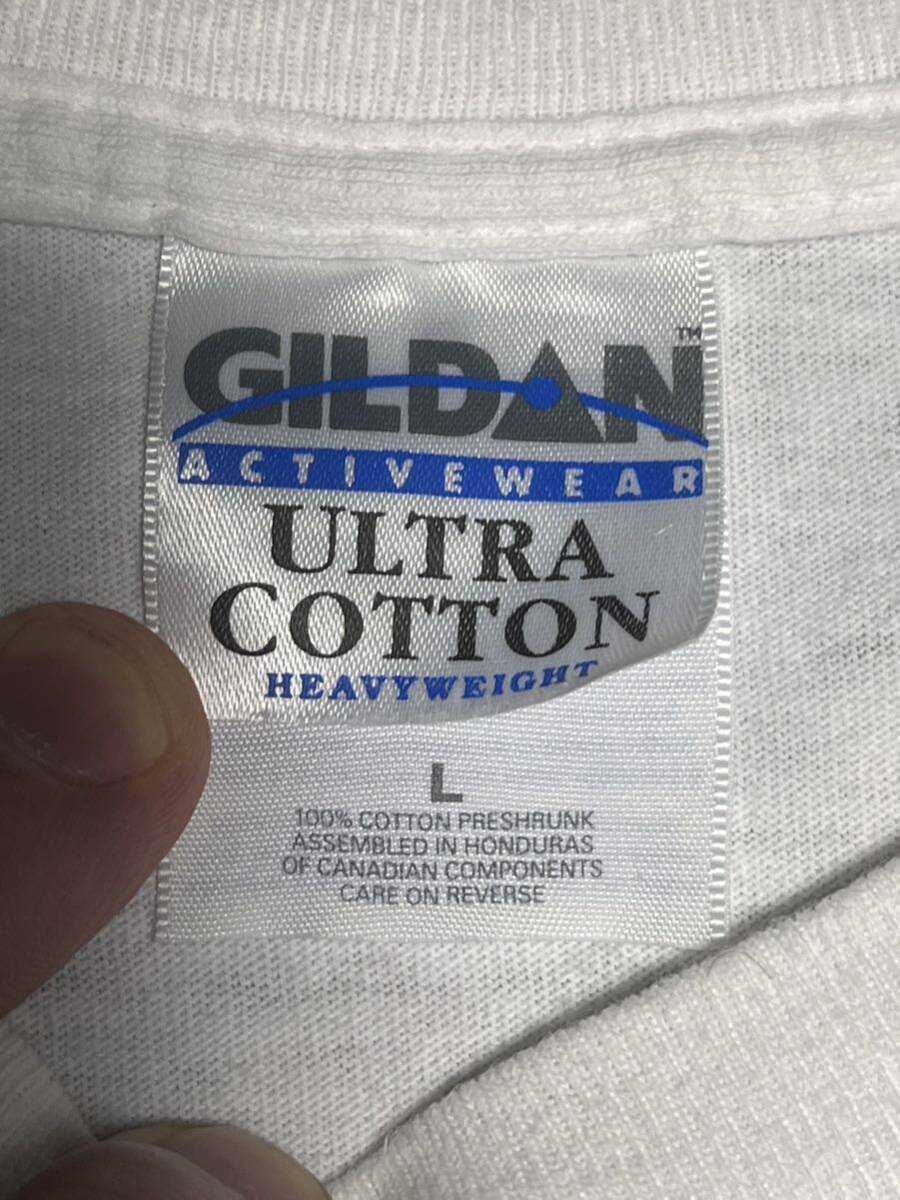 GILDAN™
ACTIVEWEAR
ULTRA
COTTON
HEAVYWEIGHT
L
100% COTTON PRESHRUNK
ASSEMBLED IN HONDURAS
OF CANADIAN COMPONENTS
CARE ON REVERSE